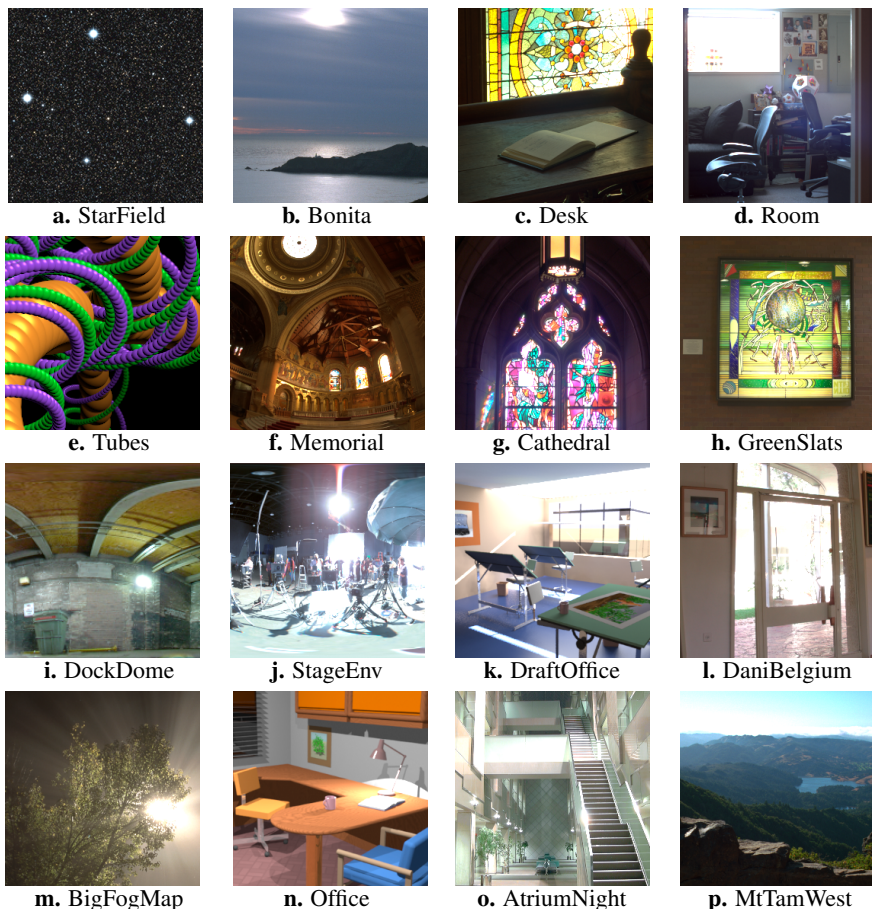 a. StarField
b. Bonita
c. Desk
d. Room
e. Tubes
f. Memorial
g. Cathedral
h. GreenSlats
i. DockDome
j. StageEnv
k. DraftOffice
l. DaniBelgium
m. BigFogMap
n. Office
o. AtriumNight
p. MtTamWest